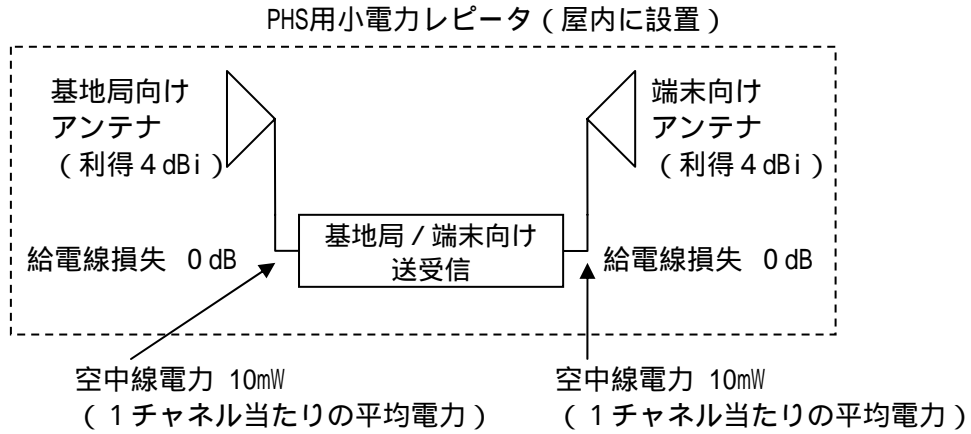 PHS用小電力レピータ（屋内に設置）
基地局向け
アンテナ
（利得４dBi）
端末向け
アンテナ
（利得４dBi）
基地局／端末向け
送受信
給電線損失　０dB
給電線損失　０dB
空中線電力 10mW
（１チャネル当たりの平均電力）
空中線電力 10mW
（１チャネル当たりの平均電力）